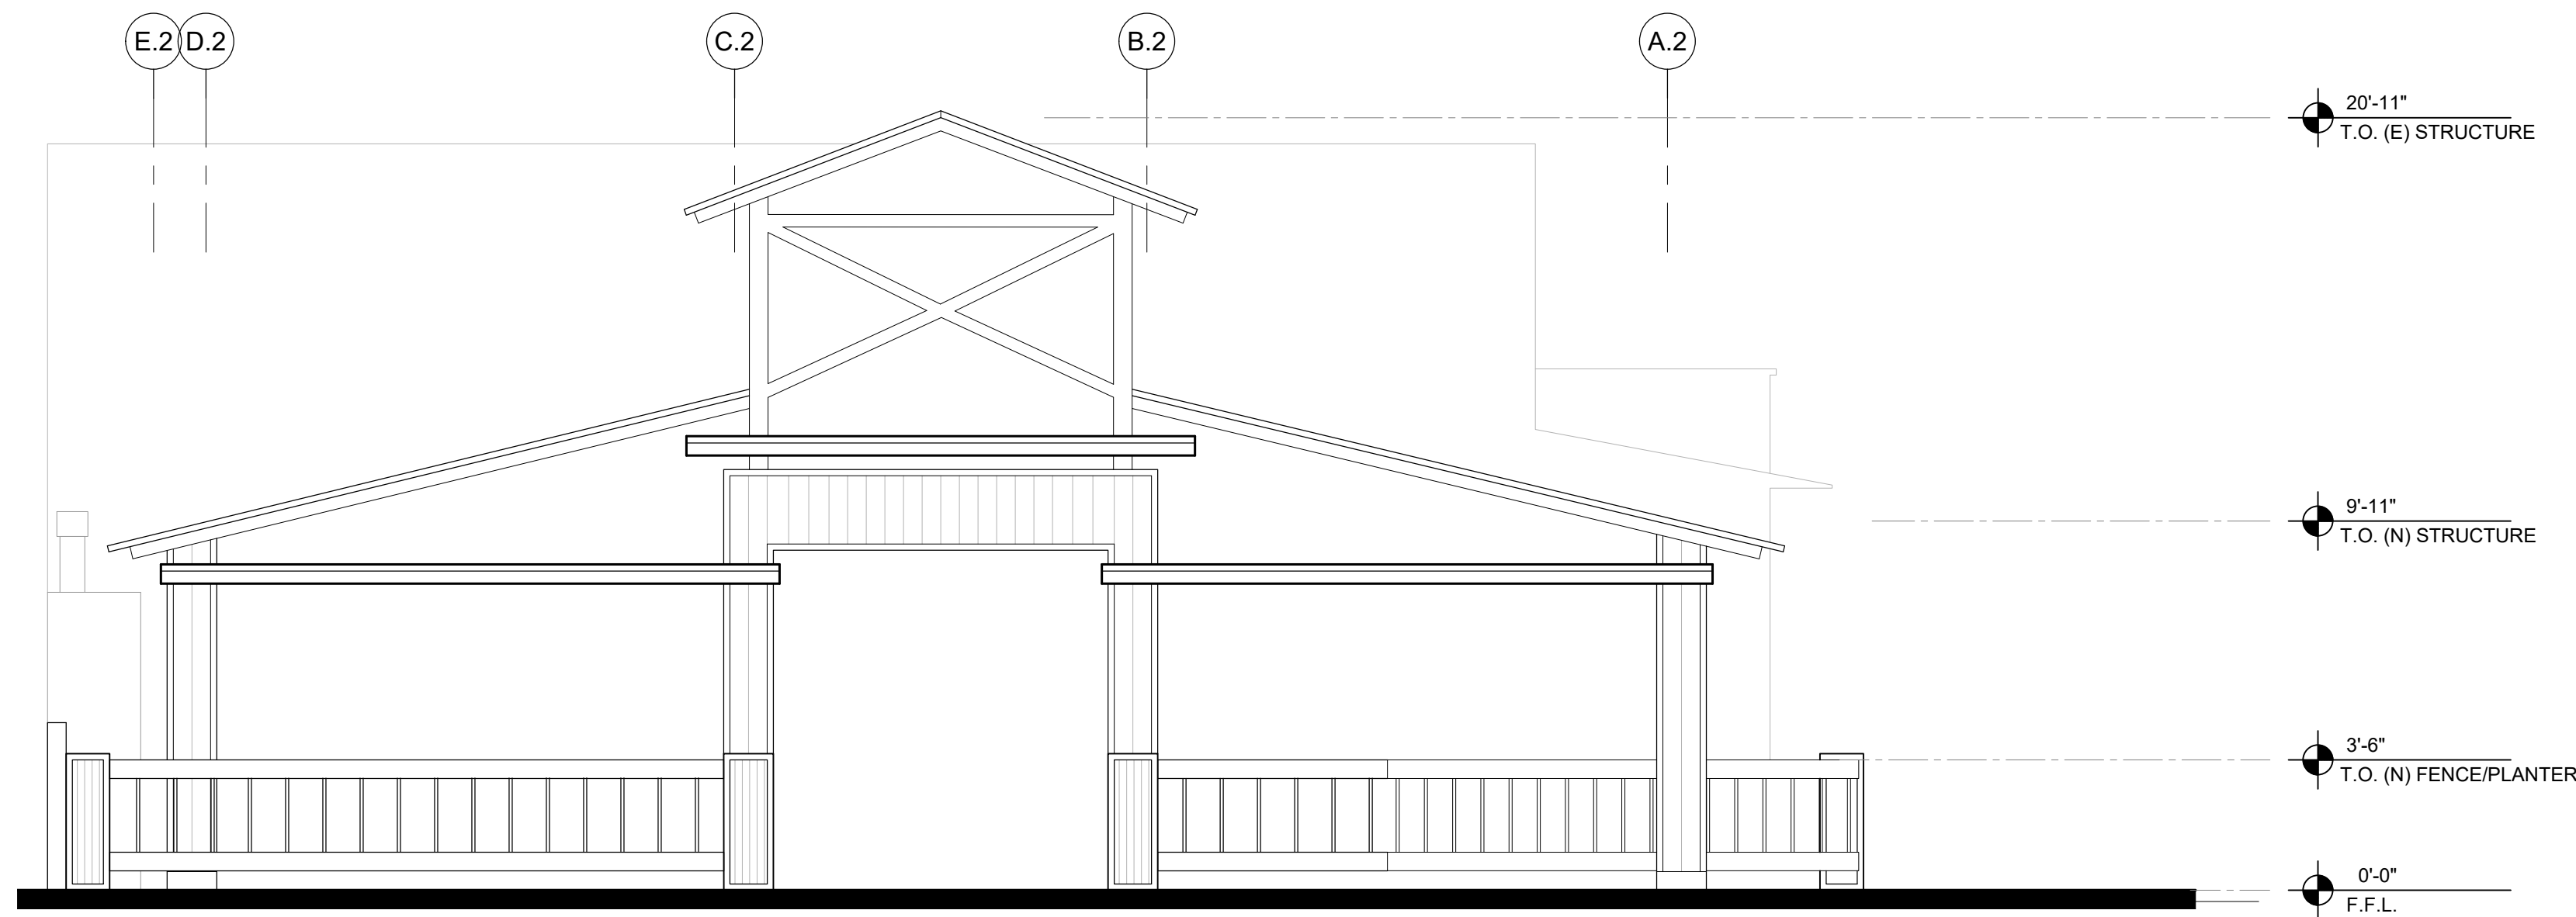 E.2 D.2 C.2 B.2 A.2
20'-11"
T.O. (E) STRUCTURE
9'-11"
T.O. (N) STRUCTURE
3'-6"
T.O. (N) FENCE/PLANTER
0'-0"
F.F.L.